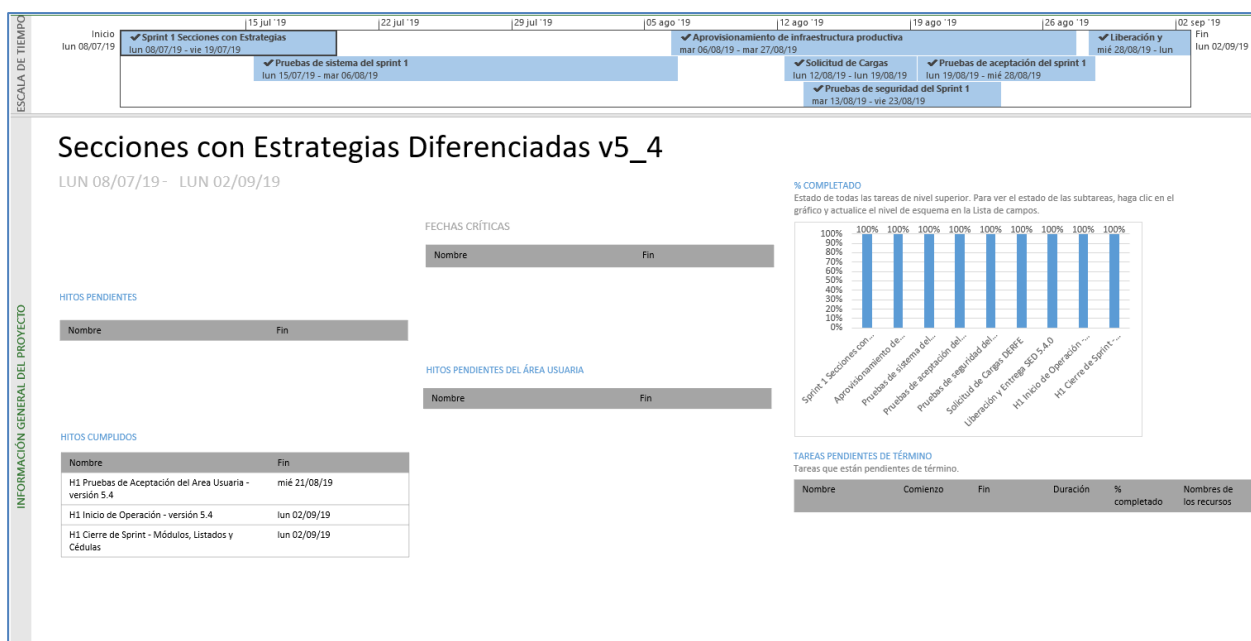 ESCALA DE TIEMPO
15 jul '19
22 jul '19
29 jul '19
05 ago '19
12 ago '19
19 ago '19
26 ago '19
02 sep '19
Inicio
lun 08/07/19
Sprint 1 Secciones con Estrategias
lun 08/07/19 - vie 19/07/19
Aprovisionamiento de infraestructura productiva
mar 06/08/19 - mar 27/08/19
Liberación y
mié 28/08/19 - lun
Fin
lun 02/09/19
Pruebas de sistema del sprint 1
lun 15/07/19 - mar 06/08/19
Solicitud de Cargas
lun 12/08/19 - lun 19/08/19
Pruebas de aceptación del sprint 1
lun 19/08/19 - mié 28/08/19
Pruebas de seguridad del Sprint 1
mar 13/08/19 - vie 23/08/19
INFORMACIÓN GENERAL DEL PROYECTO
Secciones con Estrategias Diferenciadas v5_4
LUN 08/07/19 - LUN 02/09/19
FECHAS CRÍTICAS
Nombre Fin
HITOS PENDIENTES
Nombre Fin
HITOS PENDIENTES DEL ÁREA USUARIA
Nombre Fin
HITOS CUMPLIDOS
Nombre Fin
H1 Pruebas de Aceptación del Area Usuaria - mié 21/08/19
versión 5.4
H1 Inicio de Operación - versión 5.4 lun 02/09/19
H1 Cierre de Sprint - Módulos, Listados y lun 02/09/19
Cédulas
% COMPLETADO
Estado de todas las tareas de nivel superior. Para ver el estado de las subtareas, haga clic en el
gráfico y actualice el nivel de esquema en la Lista de campos.
100% 100% 100% 100% 100% 100% 100% 100% 100%
100%
90%
80%
70%
60%
50%
40%
30%
20%
10%
0%
Sprint 1 Secciones con...
Aprovisionamiento de...
Pruebas de sistema del...
Pruebas de aceptación del...
Pruebas de seguridad del...
Solicitud de Cargas DERFE
Liberación y Entrega SED 5.4.0
H1 Inicio de Operación -...
H1 Cierre de Sprint -...
TAREAS PENDIENTES DE TÉRMINO
Tareas que están pendientes de término.
Nombre Comienzo Fin Duración % Nombres de
completado los recursos